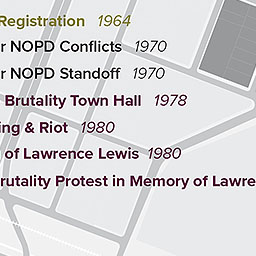 Registration 1964
r NOPD Conflicts 1970
r NOPD Standoff 1970
Brutality Town Hall 1978
ing & Riot 1980
of Lawrence Lewis 1980
rutality Protest in Memory of Lawre